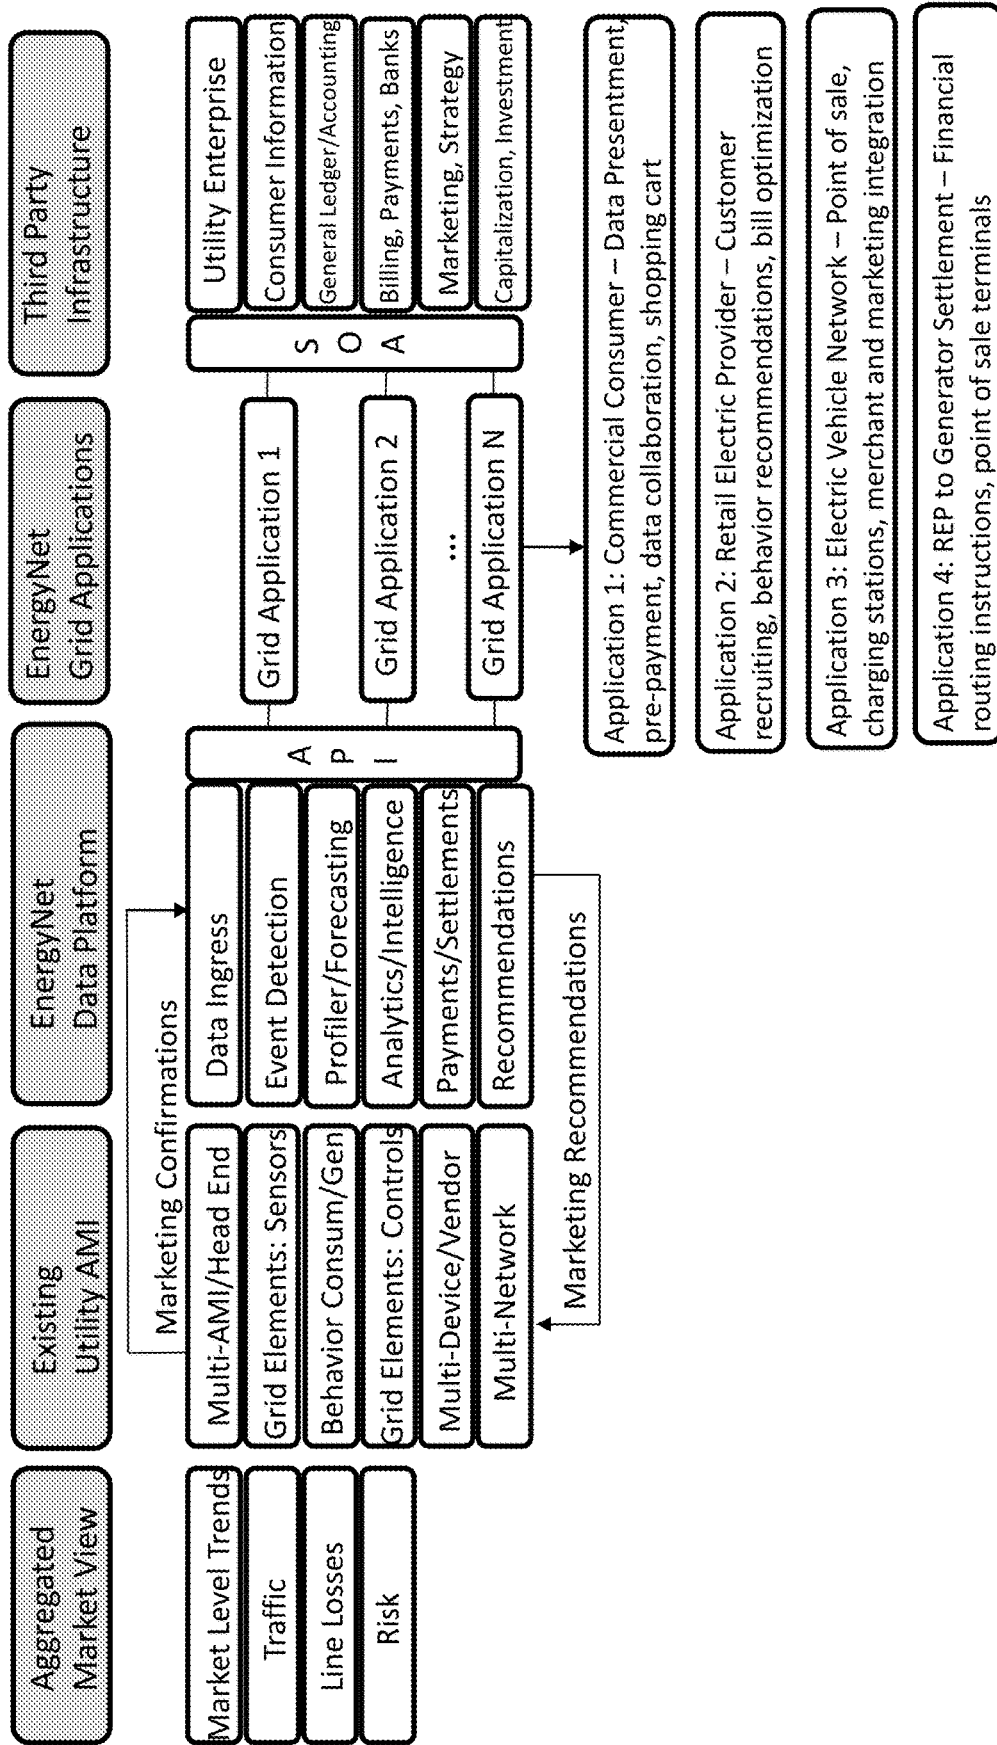 Aggregated
Market View
Existing
Utility AMI
EnergyNet
Data Platform
EnergyNet
Grid Applications
Third Party
Infrastructure
Marketing Confirmations
Market Level Trends
Traffic
Line Losses
Risk
Multi-AMI/Head End
Grid Elements: Sensors
Behavior Consum/Gen
Grid Elements: Controls
Multi-Device/Vendor
Multi-Network
Data Ingress
Event Detection
Profiler/Forecasting
Analytics/Intelligence
Payments/Settlements
Recommendations
A
P
I
Grid Application 1
Grid Application 2
...
Grid Application N
S
O
A
Utility Enterprise
Consumer Information
General Ledger/Accounting
Billing, Payments, Banks
Marketing, Strategy
Capitalization, Investment
Marketing Recommendations
Application 1: Commercial Consumer – Data Presentment,
pre-payment, data collaboration, shopping cart
Application 2: Retail Electric Provider – Customer
recruiting, behavior recommendations, bill optimization
Application 3: Electric Vehicle Network – Point of sale,
charging stations, merchant and marketing integration
Application 4: REP to Generator Settlement – Financial
routing instructions, point of sale terminals